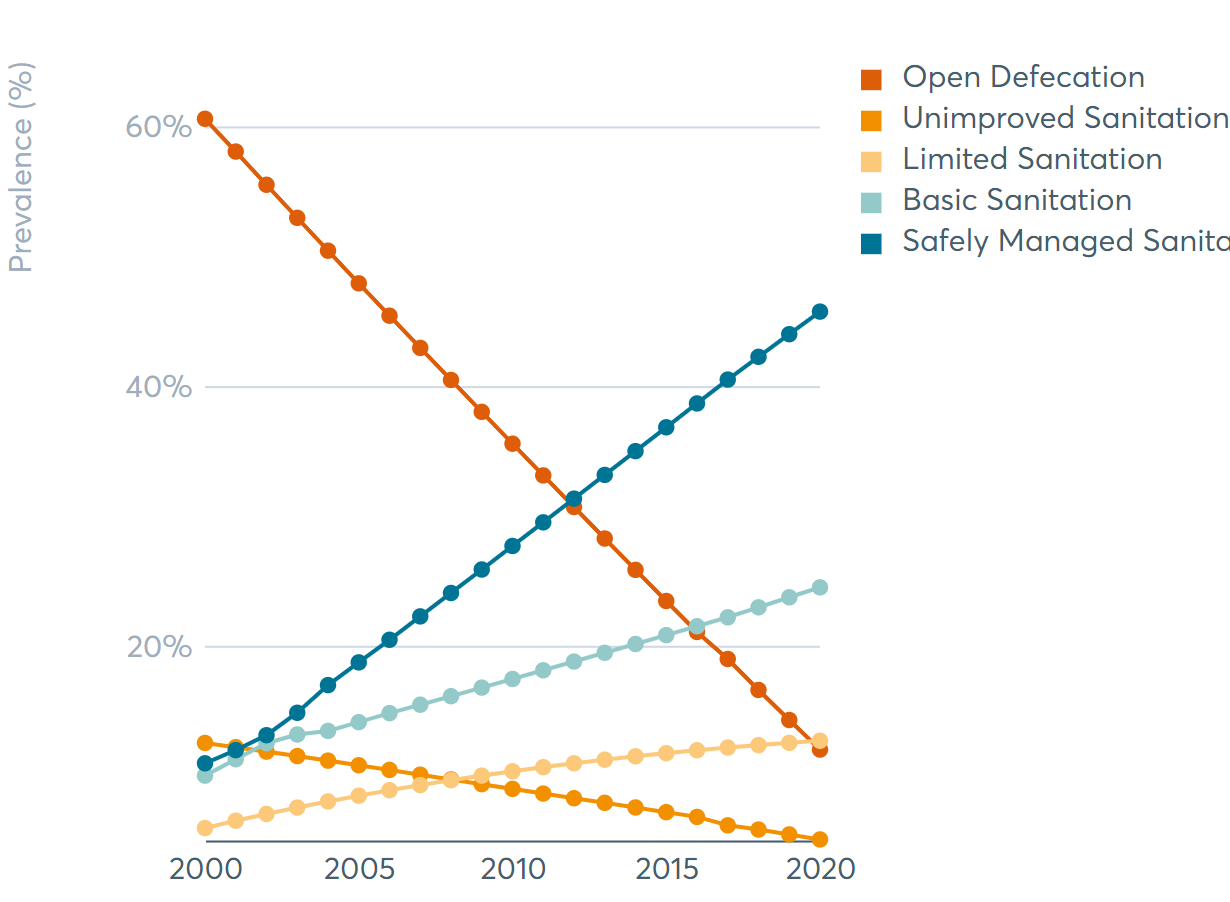 Prevalence (%)
60%
40%
20%
2000 2005 2010 2015 2020
Open Defecation
Unimproved Sanitation
Limited Sanitation
Basic Sanitation
Safely Managed Sanita